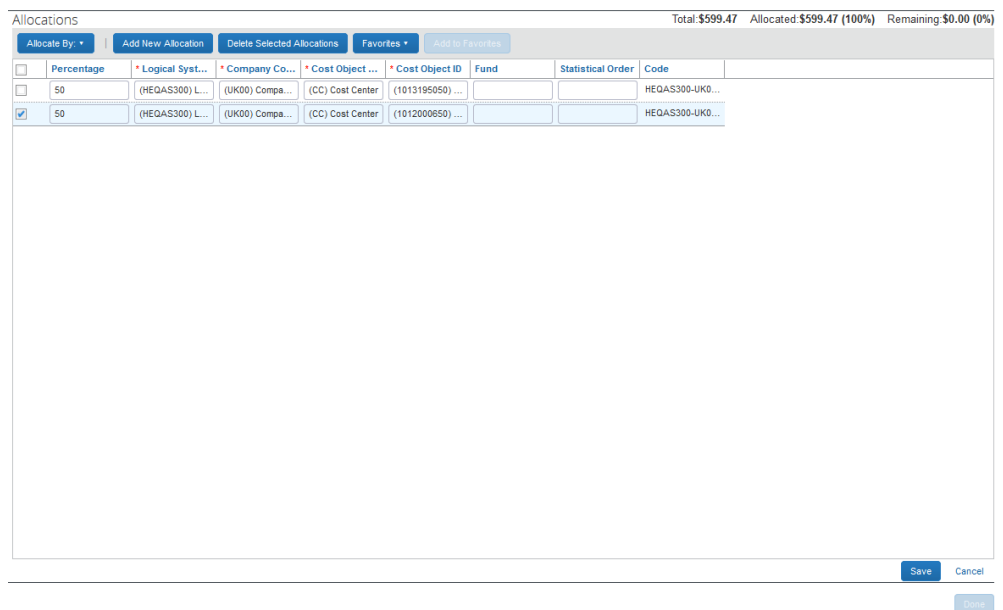 Allocations Total:$599.47 Allocated:$599.47 (100%) Remaining:$0.00 (0%)
Allocate By: Add New Allocation Delete Selected Allocations Favorites Add to Favorites
Percentage * Logical Syst... * Company Co... * Cost Object ... * Cost Object ID Fund Statistical Order Code
50 (HEQAS300) L... (UK00) Compa... (CC) Cost Center (1013195050) ... HEQAS300-UK0...
50 (HEQAS300) L... (UK00) Compa... (CC) Cost Center (1012000650) ... HEQAS300-UK0...
Save Cancel
Done